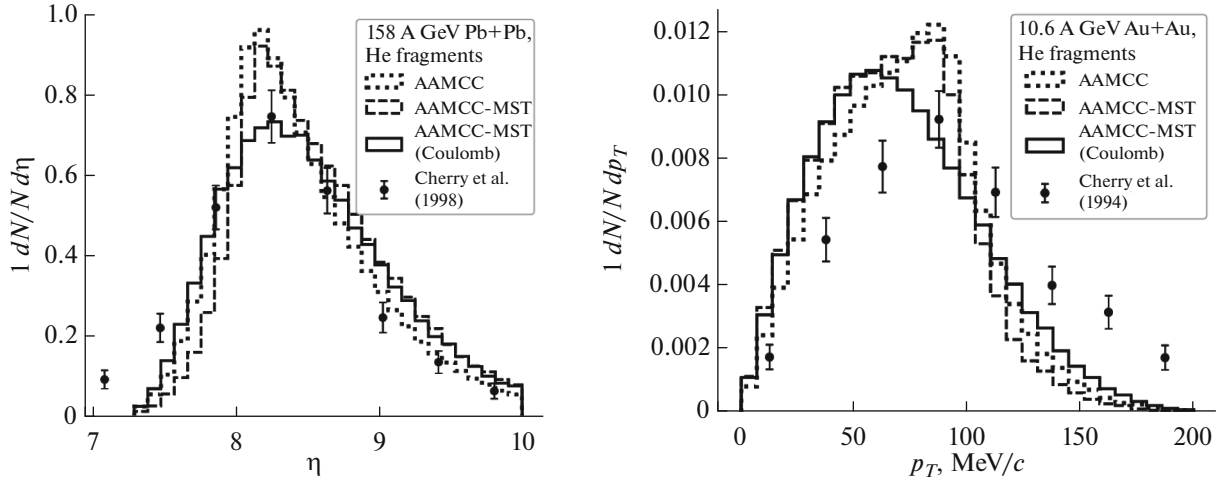 1 dN/N dη
1.0
0.8
0.6
0.4
0.2
0
7
8
9
10
η
158 A GeV Pb+Pb,
He fragments
AAMCC
AAMCC-MST
AAMCC-MST
(Coulomb)
Cherry et al.
(1998)
1 dN/N dp_T
0.012
0.010
0.008
0.006
0.004
0.002
0
0
50
100
150
200
p_T, MeV/c
10.6 A GeV Au+Au,
He fragments
AAMCC
AAMCC-MST
AAMCC-MST
(Coulomb)
Cherry et al.
(1994)